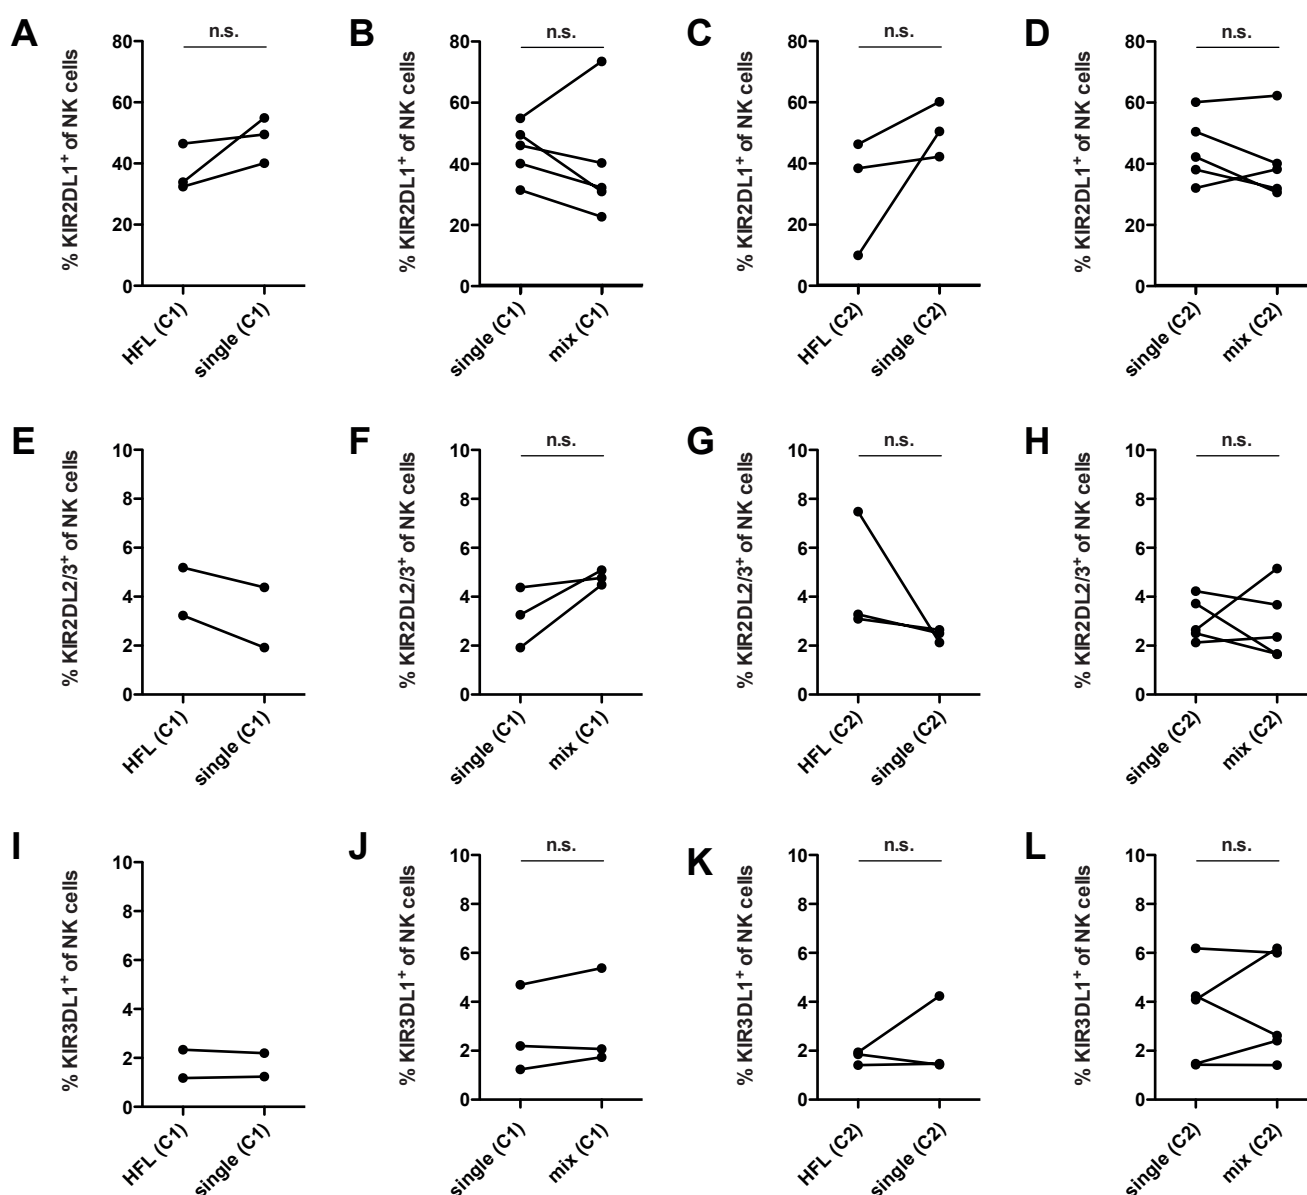 A
n.s.
% KIR2DL1⁺ of NK cells
80
60
40
20
0
HFL (C1)
single (C1)
B
n.s.
% KIR2DL1⁺ of NK cells
80
60
40
20
0
single (C1)
mix (C1)
C
n.s.
% KIR2DL1⁺ of NK cells
80
60
40
20
0
HFL (C2)
single (C2)
D
n.s.
% KIR2DL1⁺ of NK cells
80
60
40
20
0
single (C2)
mix (C2)
E
% KIR2DL2/3⁺ of NK cells
10
8
6
4
2
0
HFL (C1)
single (C1)
F
n.s.
% KIR2DL2/3⁺ of NK cells
10
8
6
4
2
0
single (C1)
mix (C1)
G
n.s.
% KIR2DL2/3⁺ of NK cells
10
8
6
4
2
0
HFL (C2)
single (C2)
H
n.s.
% KIR2DL2/3⁺ of NK cells
10
8
6
4
2
0
single (C2)
mix (C2)
I
% KIR3DL1⁺ of NK cells
10
8
6
4
2
0
HFL (C1)
single (C1)
J
n.s.
% KIR3DL1⁺ of NK cells
10
8
6
4
2
0
single (C1)
mix (C1)
K
n.s.
% KIR3DL1⁺ of NK cells
10
8
6
4
2
0
HFL (C2)
single (C2)
L
n.s.
% KIR3DL1⁺ of NK cells
10
8
6
4
2
0
single (C2)
mix (C2)